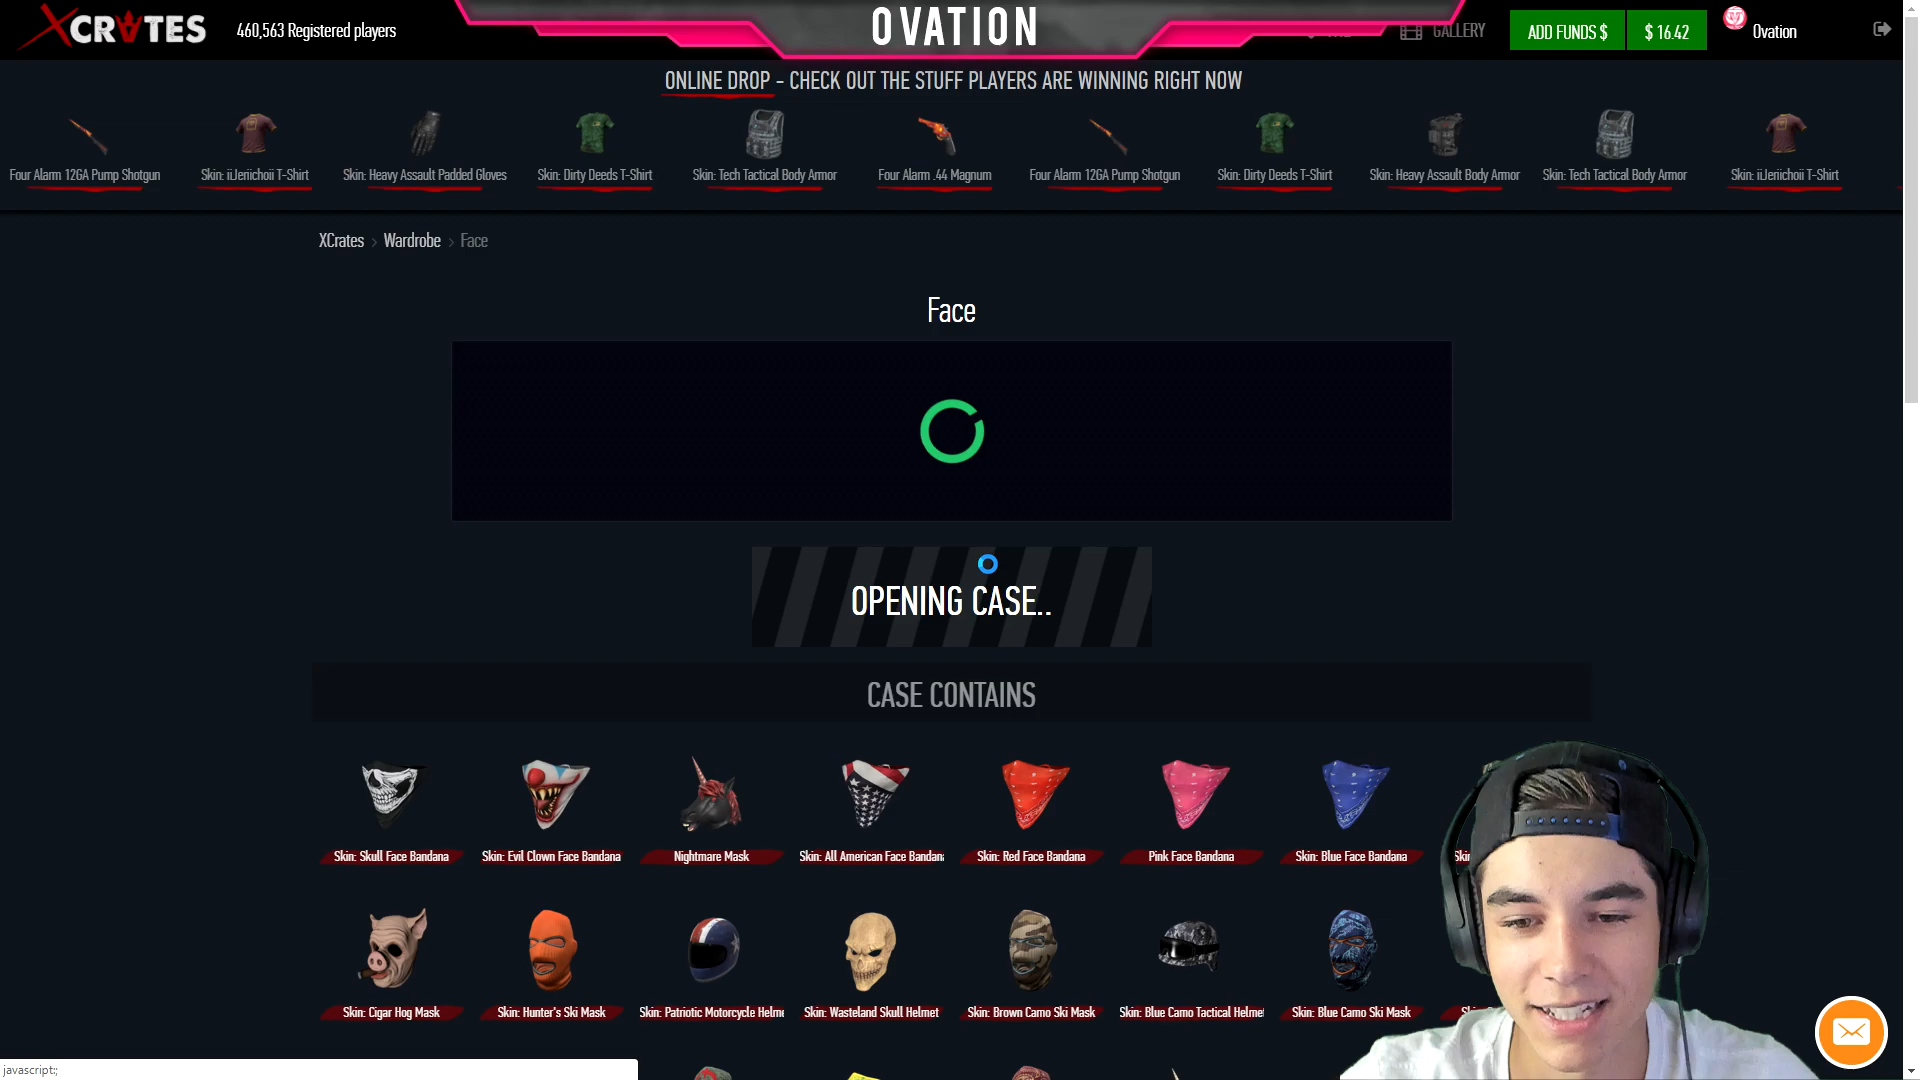 XCRATES
460,563 Registered players
OVATION
GALLERY
ADD FUNDS $
$ 16.42
Ovation
ONLINE DROP - CHECK OUT THE STUFF PLAYERS ARE WINNING RIGHT NOW
Four Alarm 12GA Pump Shotgun
Skin: iiJeriichoii T-Shirt
Skin: Heavy Assault Padded Gloves
Skin: Dirty Deeds T-Shirt
Skin: Tech Tactical Body Armor
Four Alarm .44 Magnum
Four Alarm 12GA Pump Shotgun
Skin: Dirty Deeds T-Shirt
Skin: Heavy Assault Body Armor
Skin: Tech Tactical Body Armor
Skin: iiJeriichoii T-Shirt
XCrates > Wardrobe > Face
Face
OPENING CASE..
CASE CONTAINS
Skin: Skull Face Bandana
Skin: Evil Clown Face Bandana
Nightmare Mask
Skin: All American Face Bandana
Skin: Red Face Bandana
Pink Face Bandana
Skin: Blue Face Bandana
Skin: Cigar Hog Mask
Skin: Hunter's Ski Mask
Skin: Patriotic Motorcycle Helme
Skin: Wasteland Skull Helmet
Skin: Brown Camo Ski Mask
Skin: Blue Camo Tactical Helmet
Skin: Blue Camo Ski Mask
javascript:;